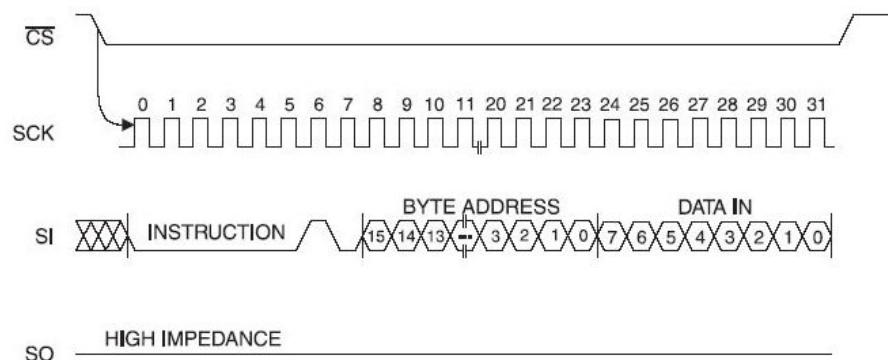 CS
0 1 2 3 4 5 6 7 8 9 10 11 20 21 22 23 24 25 26 27 28 29 30 31
SCK
BYTE ADDRESS DATA IN
SI INSTRUCTION 15 14 13 ... 3 2 1 0 7 6 5 4 3 2 1 0
HIGH IMPEDANCE
SO